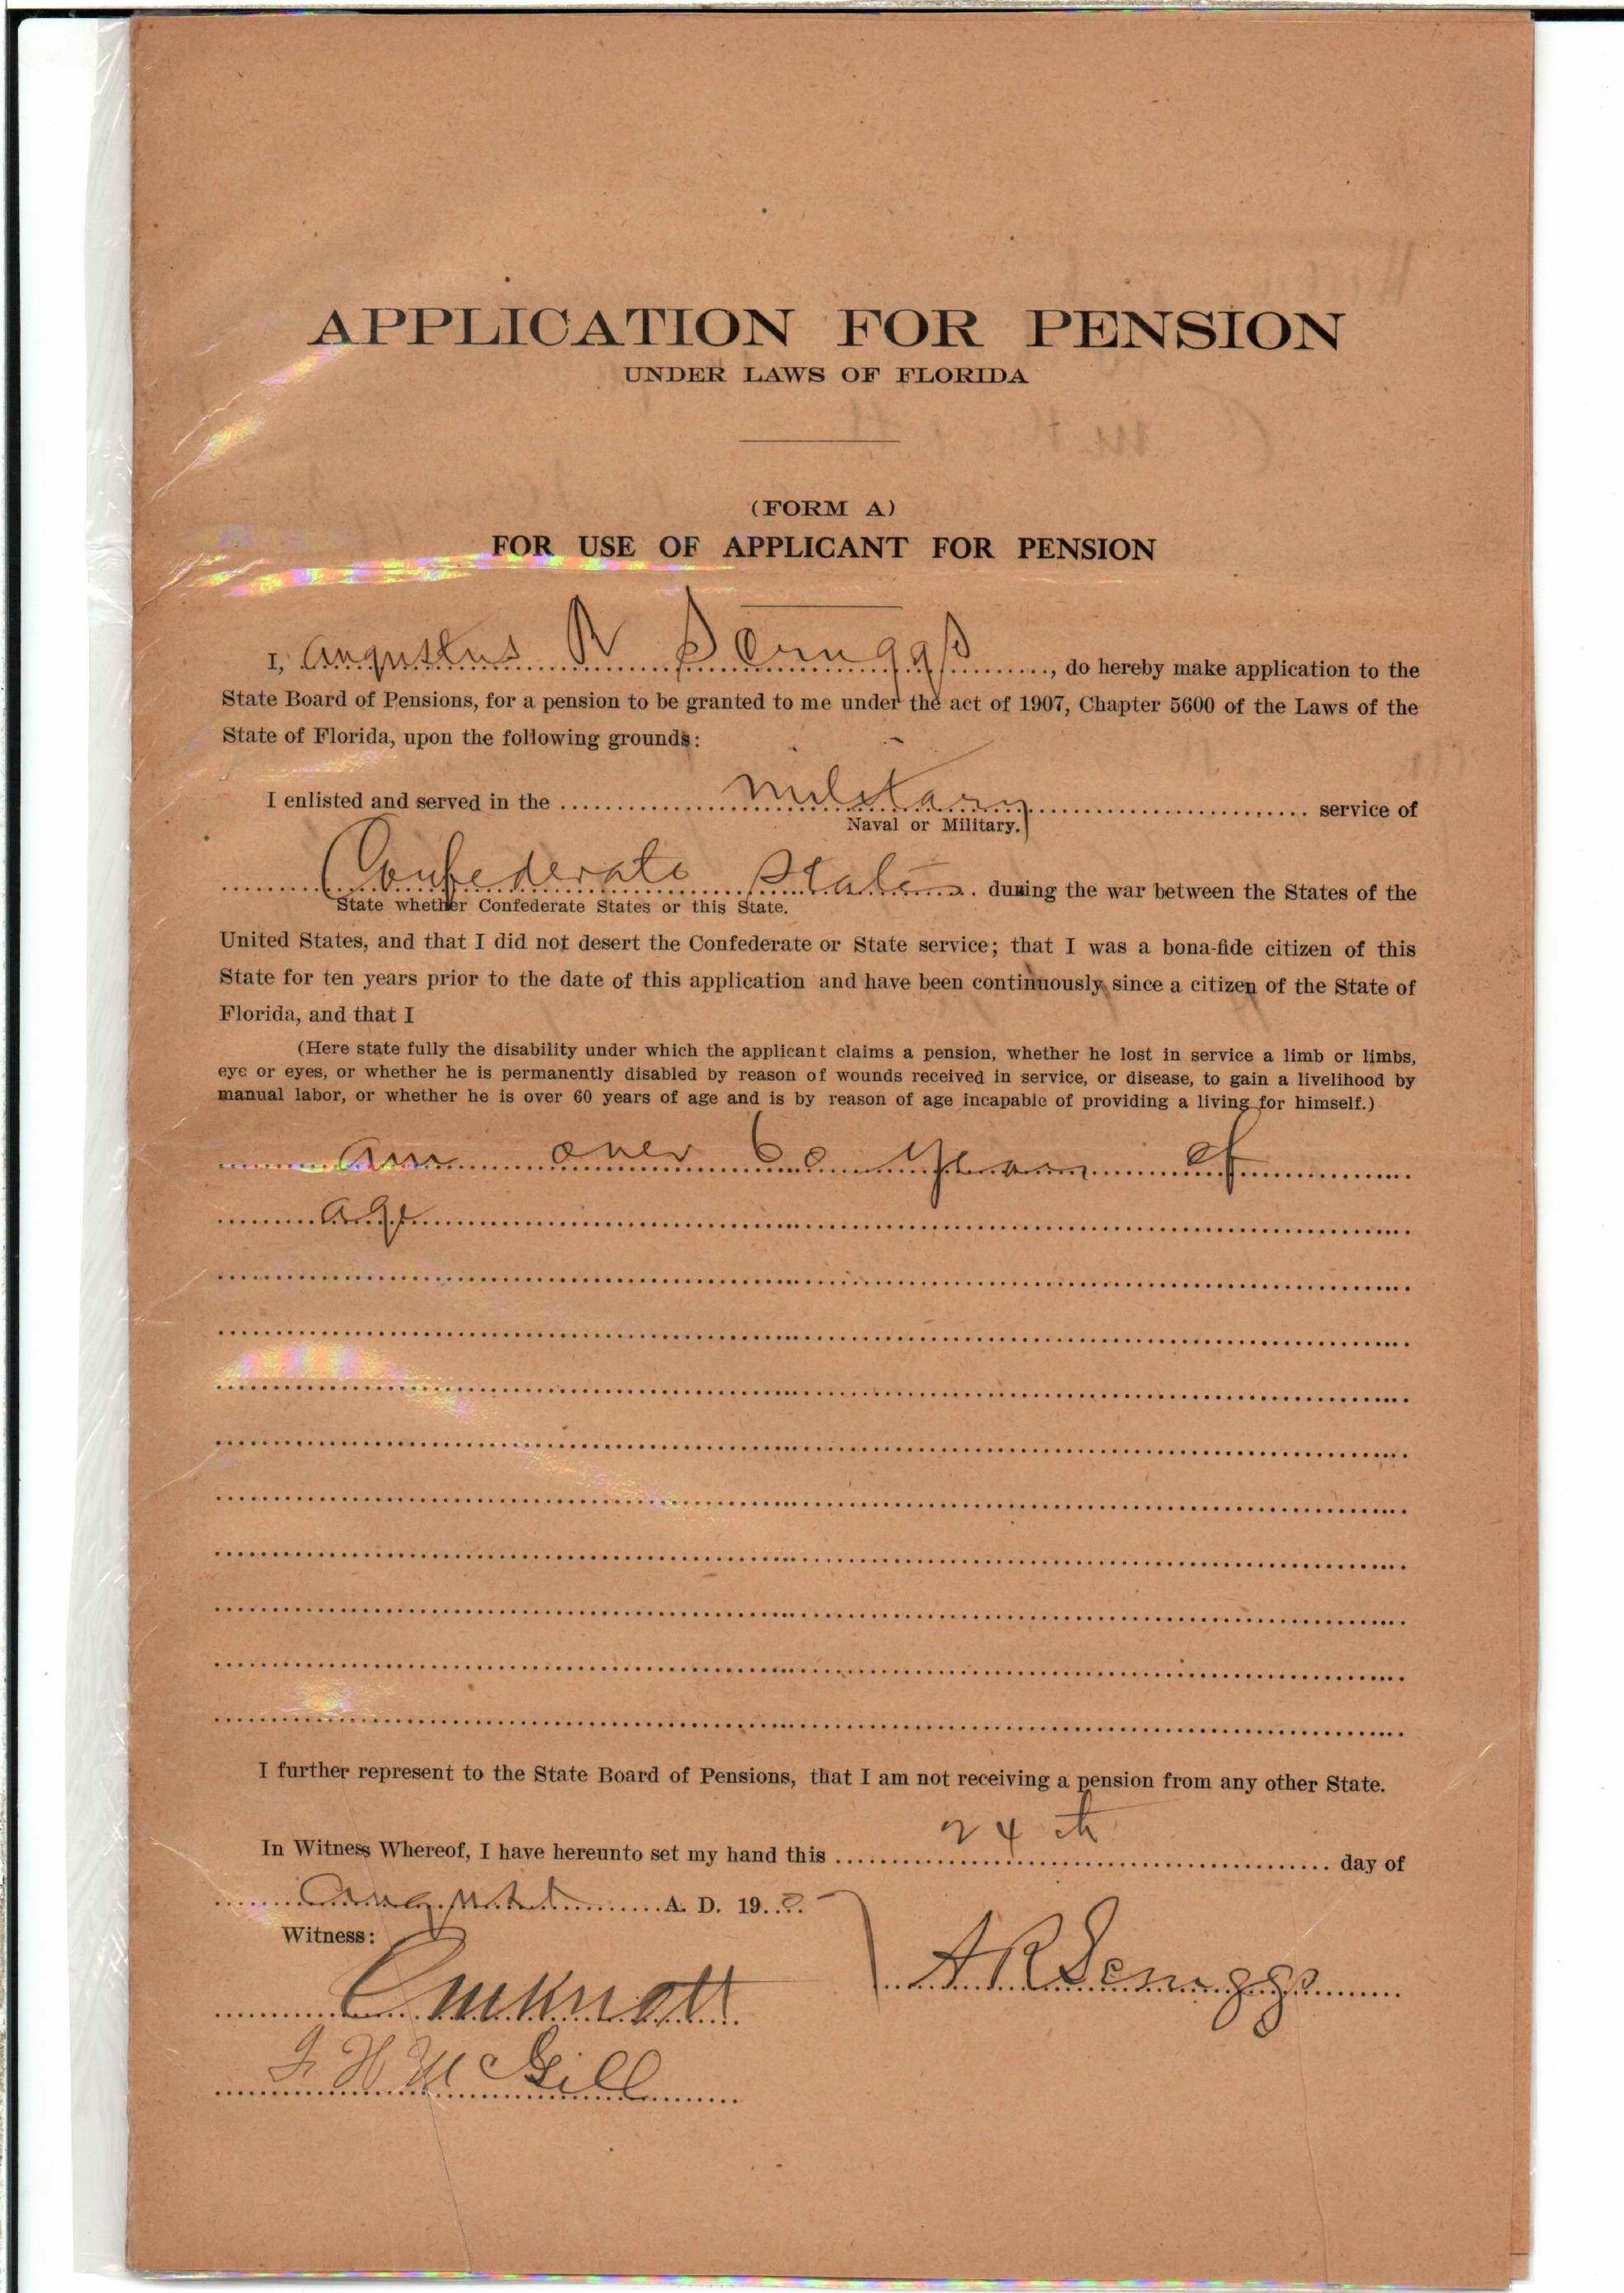 APPLICATION FOR PENSION
UNDER LAWS OF FLORIDA
(FORM A)
FOR USE OF APPLICANT FOR PENSION
I, Augustus R , do hereby make application to the
State Board of Pensions, for a pension to be granted to me under the act of 1907, Chapter 5600 of the Laws of the
State of Florida, upon the following grounds:
I enlisted and served in the Military service of
Naval or Military.
Confederate States during the war between the States of the
State whether Confederate States or this State.
United States, and that I did not desert the Confederate or State service; that I was a bona-fide citizen of this
State for ten years prior to the date of this application and have been continuously since a citizen of the State of
Florida, and that I
(Here state fully the disability under which the applicant claims a pension, whether he lost in service a limb or limbs,
eye or eyes, or whether he is permanently disabled by reason of wounds received in service, or disease, to gain a livelihood by
manual labor, or whether he is over 60 years of age and is by reason of age incapable of providing a living for himself.)
am over 60 years of
age
I further represent to the State Board of Pensions, that I am not receiving a pension from any other State.
In Witness Whereof, I have hereunto set my hand this 24th day of
August A. D. 19
Witness:
A R
Knott
McGill